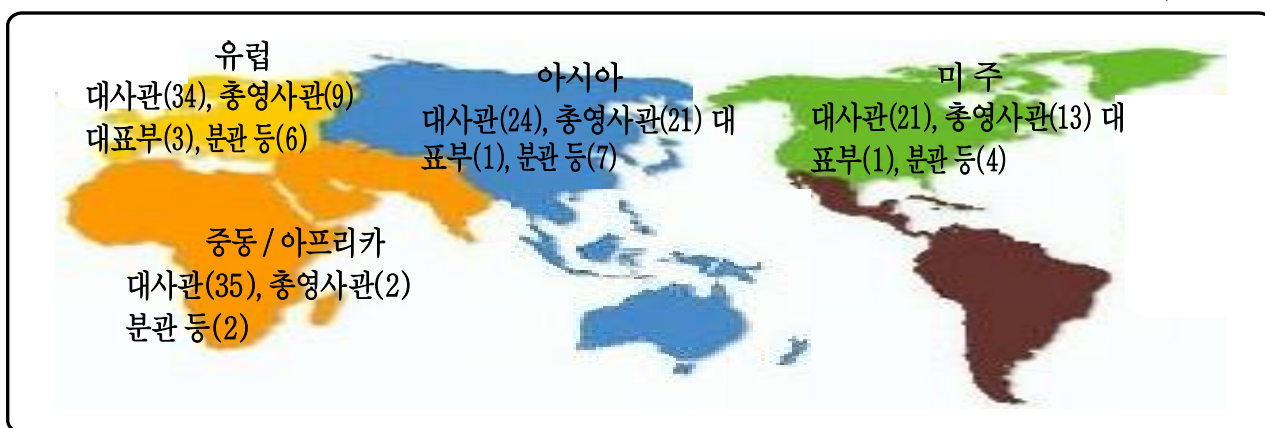 유럽
대사관(34), 총영사관(9)
대표부(3), 분관 등(6)
아시아
대사관(24), 총영사관(21) 대
표부(1), 분관 등(7)
미 주
대사관(21), 총영사관(13) 대
표부(1), 분관 등(4)
중동 / 아프리카
대사관(35), 총영사관(2)
분관 등(2)